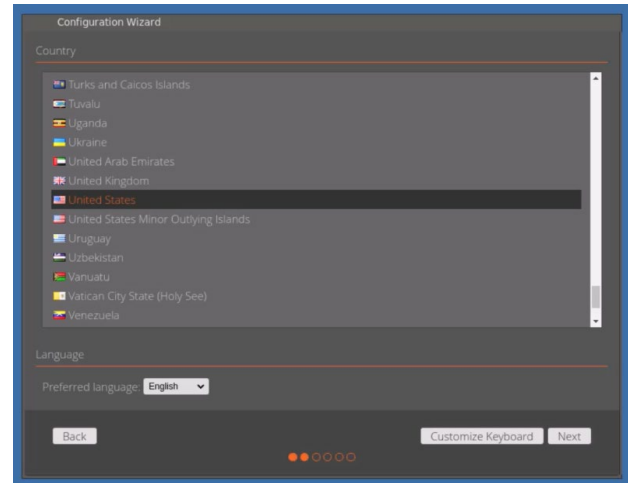 Configuration Wizard
Country
Turks and Caicos Islands
Tuvalu
Uganda
Ukraine
United Arab Emirates
United Kingdom
United States
United States Minor Outlying Islands
Uruguay
Uzbekistan
Vanuatu
Vatican City State (Holy See)
Venezuela
Language
Preferred language: English
Back Customize Keyboard Next